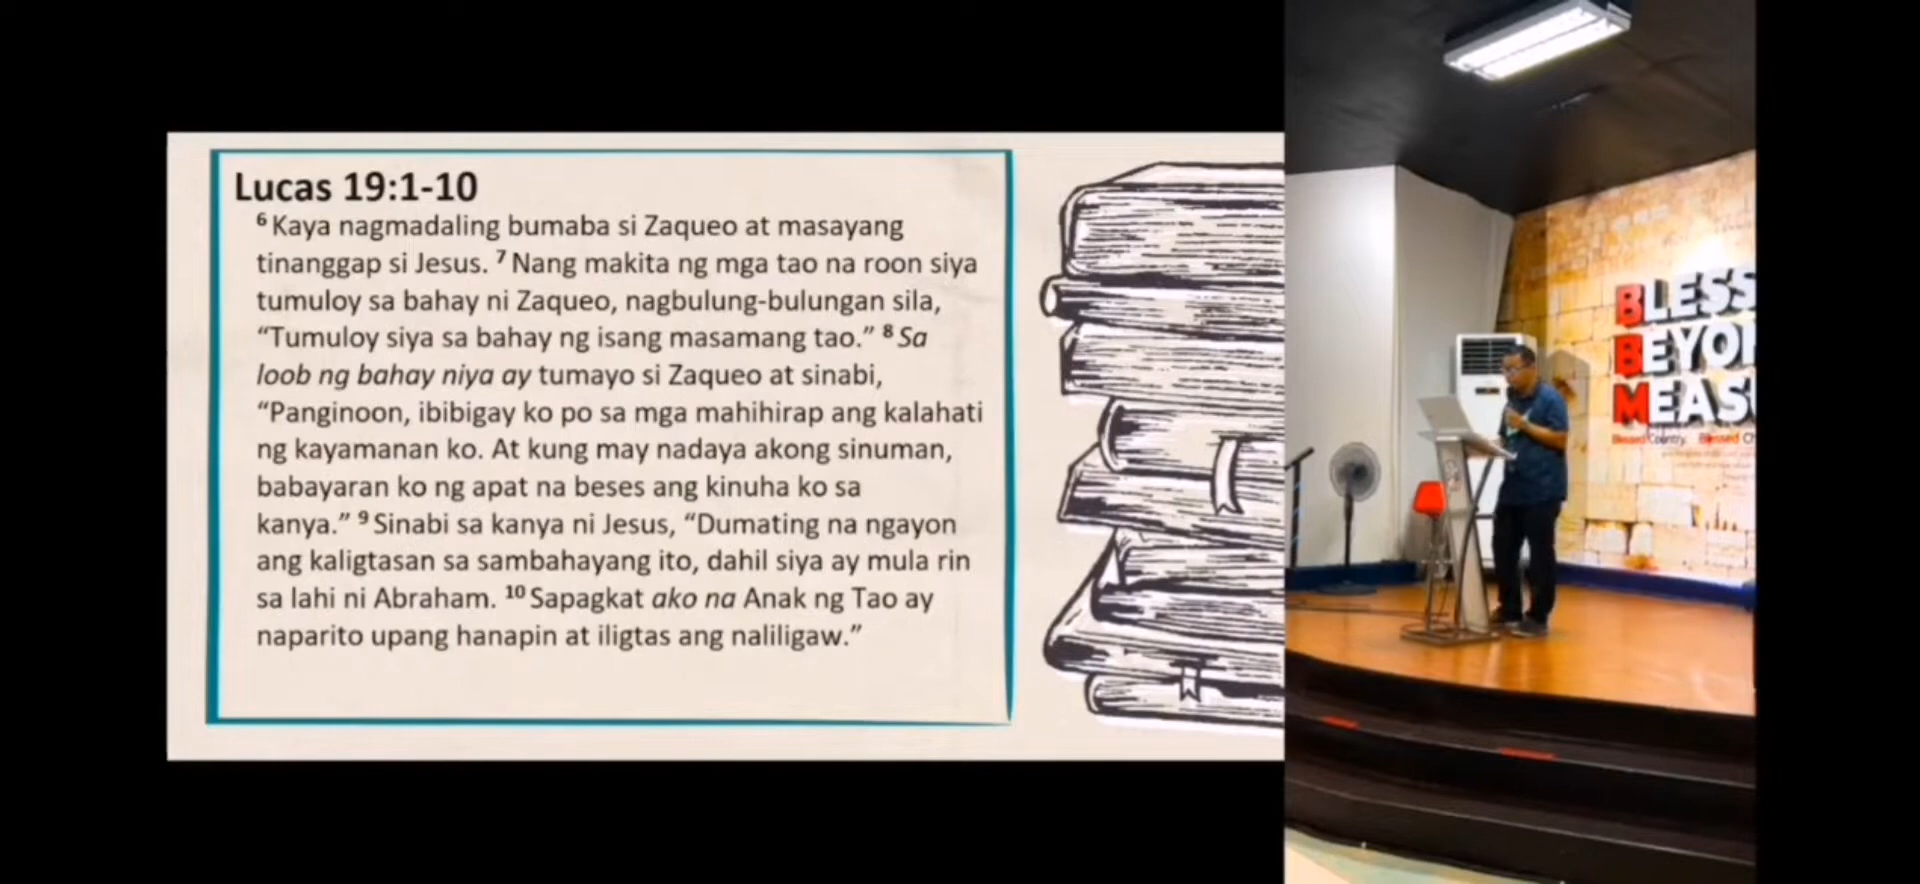 Lucas 19:1-10
⁶ Kaya nagmadaling bumaba si Zaqueo at masayang
tinanggap si Jesus. ⁷ Nang makita ng mga tao na roon siya
tumuloy sa bahay ni Zaqueo, nagbulung-bulungan sila,
“Tumuloy siya sa bahay ng isang masamang tao.” ⁸ Sa
loob ng bahay niya ay tumayo si Zaqueo at sinabi,
“Panginoon, ibibigay ko po sa mga mahihirap ang kalahati
ng kayamanan ko. At kung may nadaya akong sinuman,
babayaran ko ng apat na beses ang kinuha ko sa
kanya.” ⁹ Sinabi sa kanya ni Jesus, “Dumating na ngayon
ang kaligtasan sa sambahayang ito, dahil siya ay mula rin
sa lahi ni Abraham. ¹⁰ Sapagkat ako na Anak ng Tao ay
naparito upang hanapin at iligtas ang naliligaw.”
BLESS
BEYO
MEAS
Blessed Country. Blessed